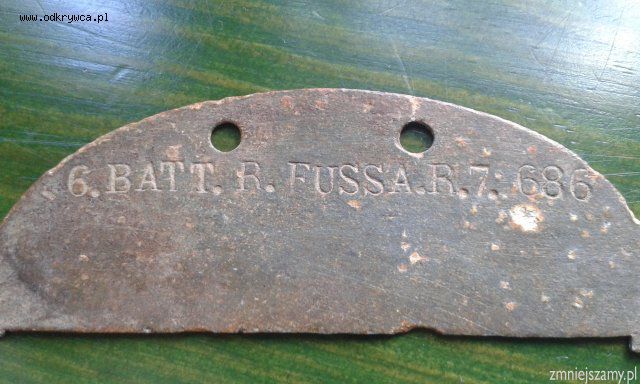 www.odkrywca.pl
6. BATT. R. FUSSA.R.7. 686
zmniejszamy.pl